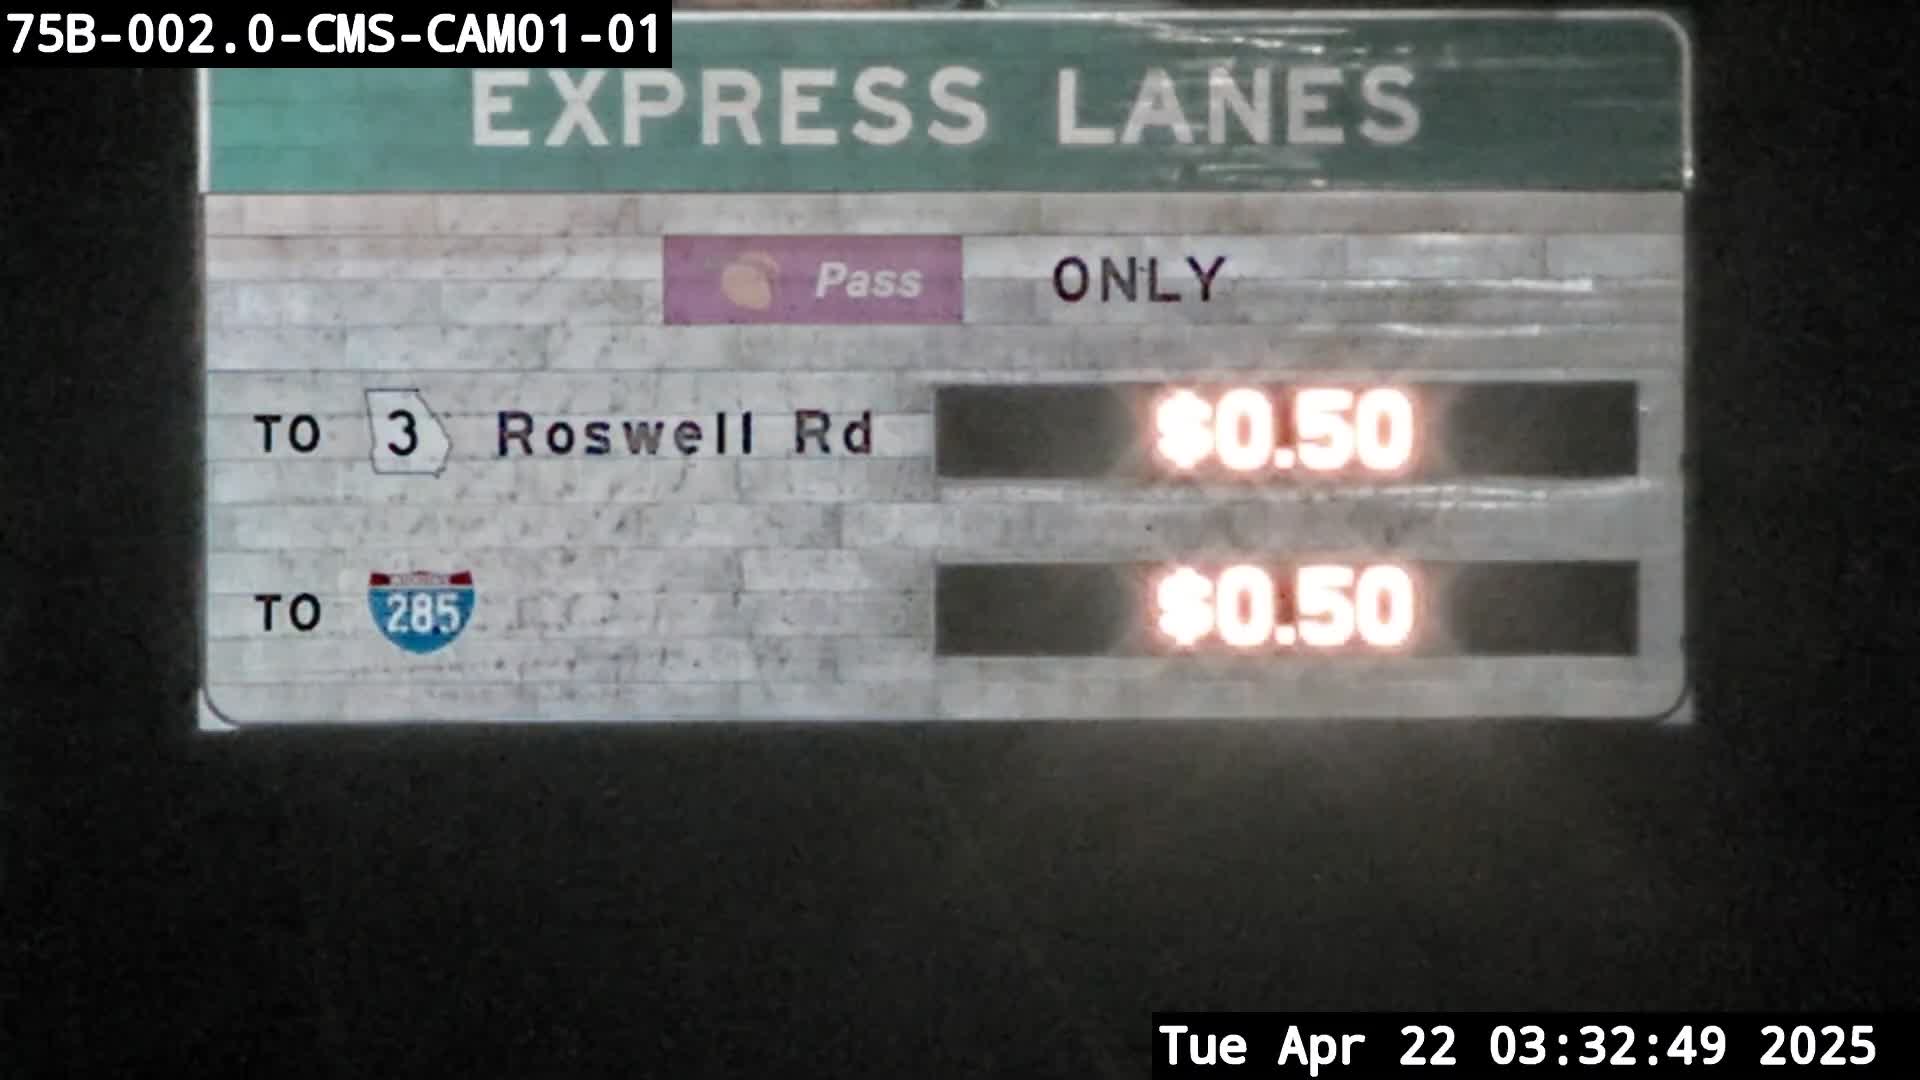 75B-002.0-CMS-CAM01-01
EXPRESS LANES
Pass ONLY
TO 3 Roswell Rd $0.50
TO 285 $0.50
Tue Apr 22 03:32:49 2025